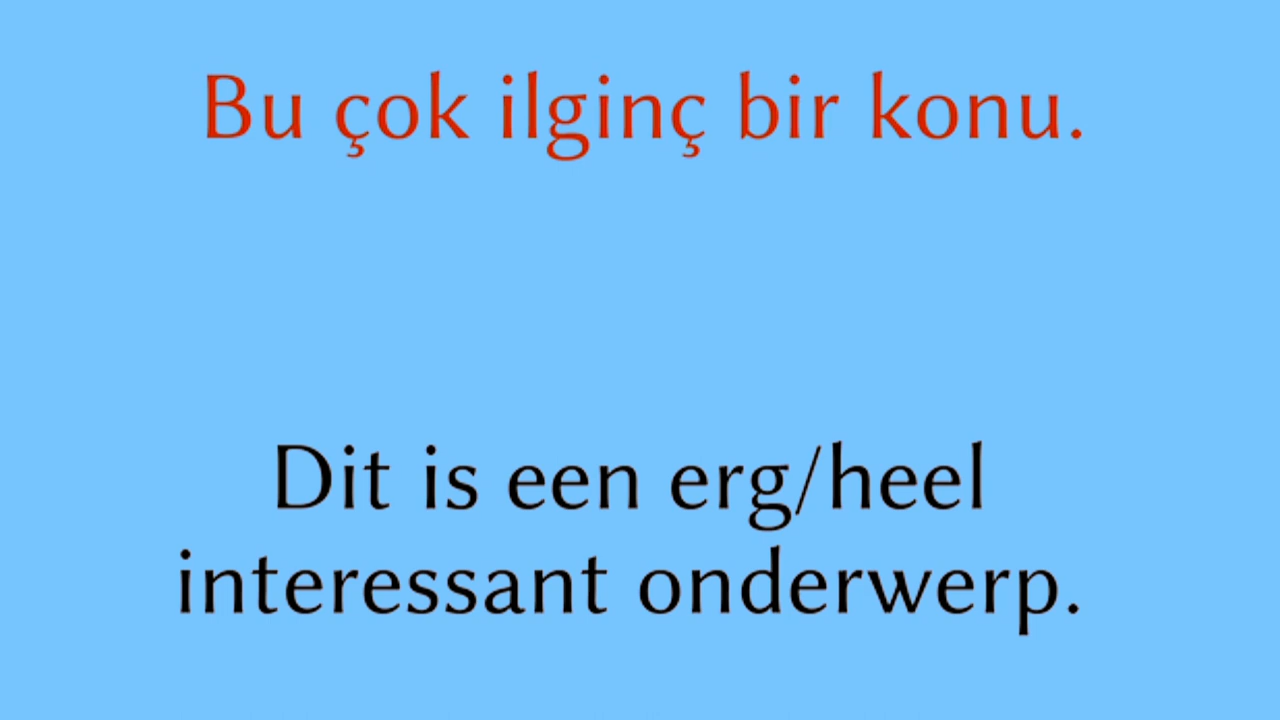 Bu çok ilginç bir konu.
Dit is een erg/heel
interessant onderwerp.